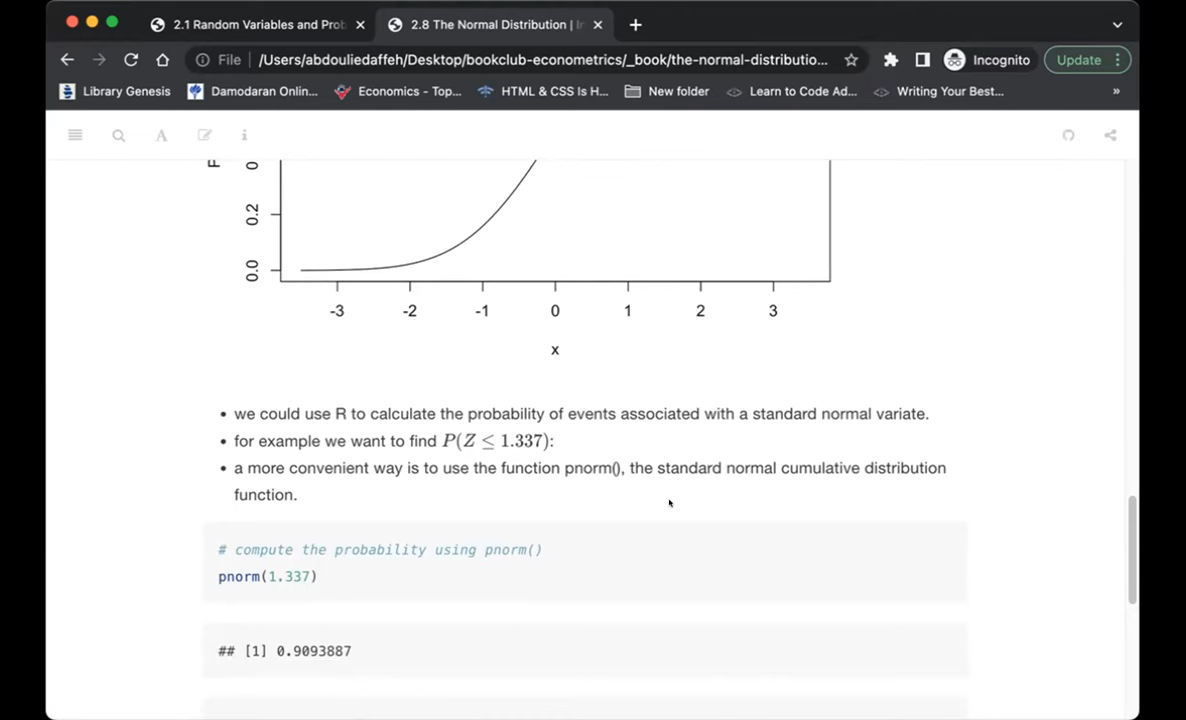 2.1 Random Variables and Prob
2.8 The Normal Distribution | I
File /Users/abdouliedaffeh/Desktop/bookclub-econometrics/_book/the-normal-distributio... Incognito Update
Library Genesis Damodaran Onlin... Economics - Top... HTML & CSS Is H... New folder Learn to Code Ad... Writing Your Best... »
0
0.2
0.0
-3 -2 -1 0 1 2 3
x
• we could use R to calculate the probability of events associated with a standard normal variate.
• for example we want to find P(Z ≤ 1.337):
• a more convenient way is to use the function pnorm(), the standard normal cumulative distribution
function.
# compute the probability using pnorm()
pnorm(1.337)
## [1] 0.9093887